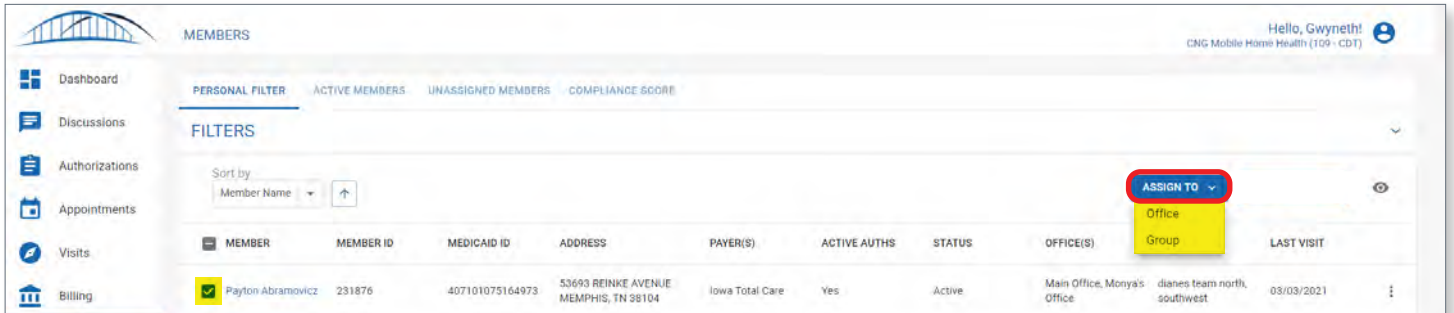 MEMBERS
Hello, Gwyneth!
CNG Mobile Home Health (109 - CDT)
Dashboard
Discussions
Authorizations
Appointments
Visits
Billing
PERSONAL FILTER ACTIVE MEMBERS UNASSIGNED MEMBERS COMPLIANCE SCORE
FILTERS
Sort by
Member Name
ASSIGN TO
Office
Group
MEMBER MEMBER ID MEDICAID ID ADDRESS PAYER(S) ACTIVE AUTHS STATUS OFFICE(S) LAST VISIT
Payton Abramovicz 231876 407101075164973 53693 REINKE AVENUE Iowa Total Care Yes Active Main Office, Monya's dianes team north, 03/03/2021
MEMPHIS, TN 38104 Office southwest